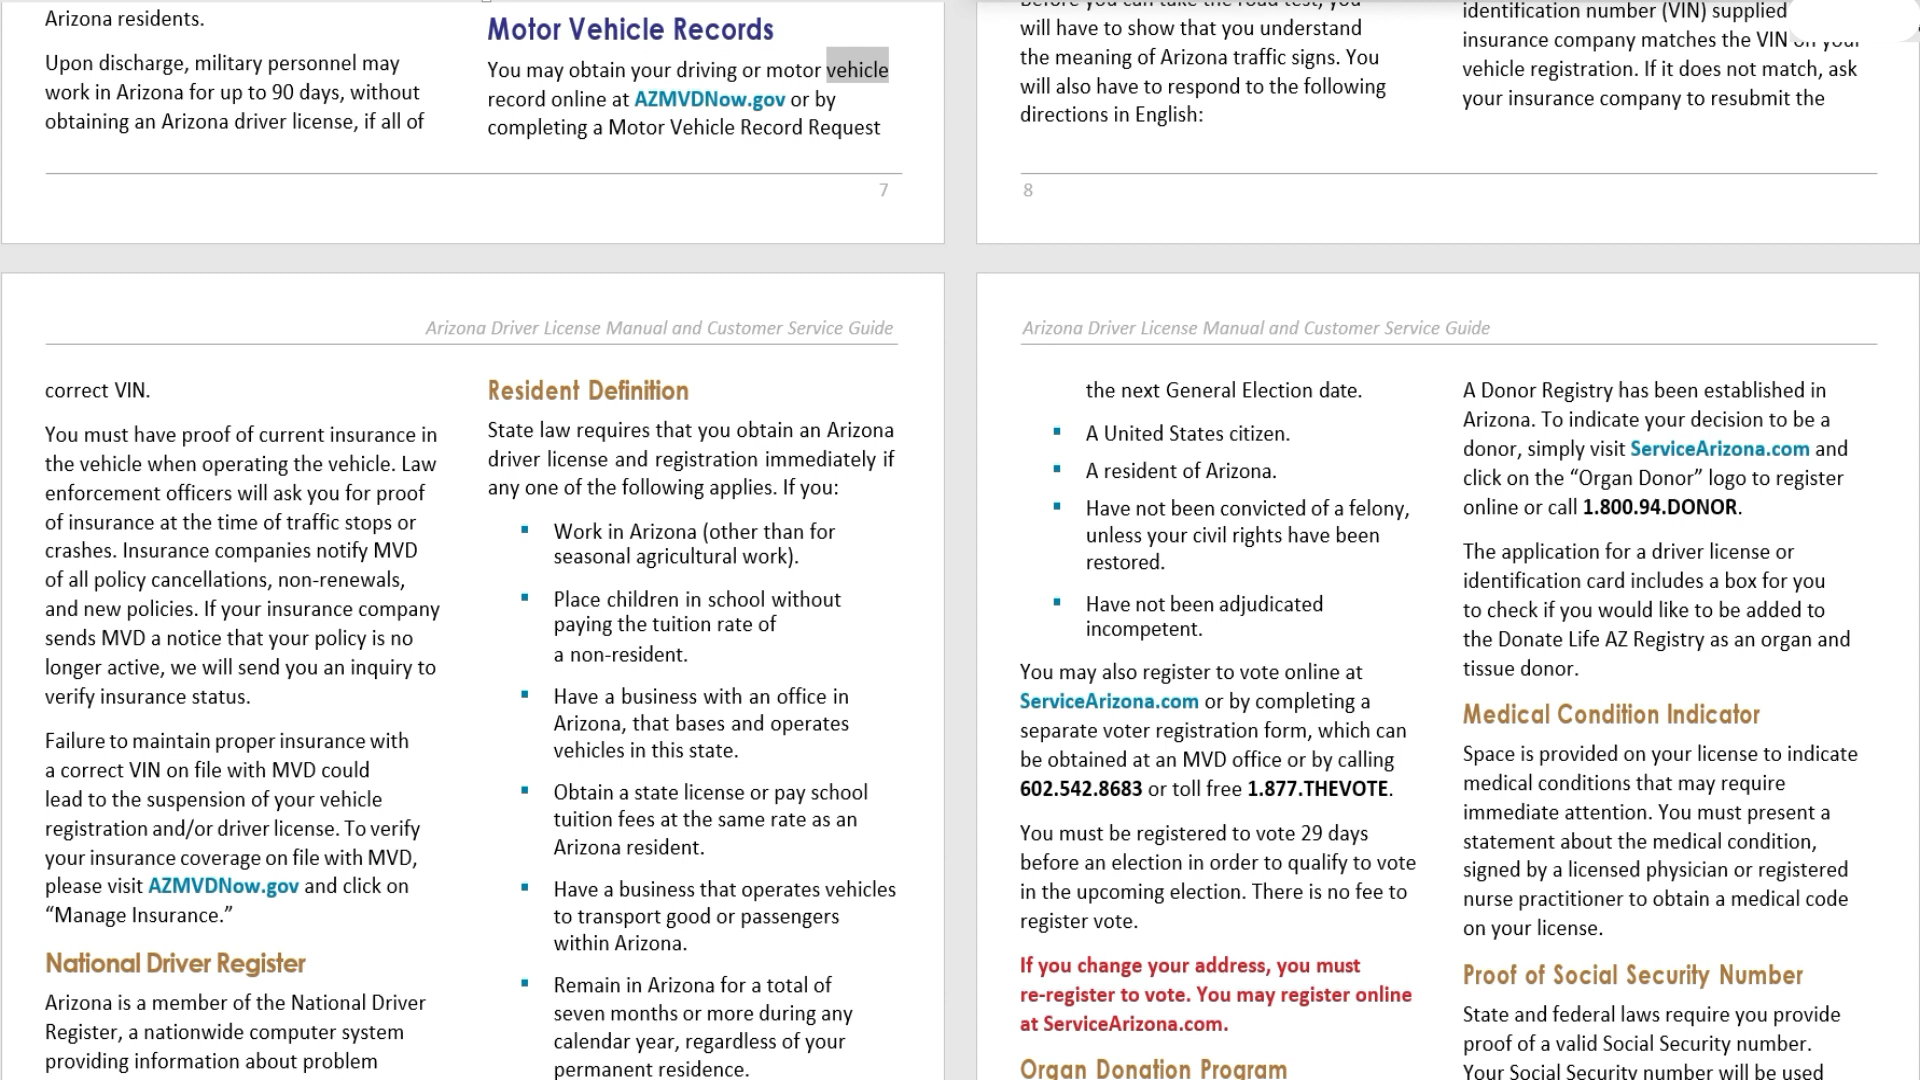 Arizona residents.
Upon discharge, military personnel may
work in Arizona for up to 90 days, without
obtaining an Arizona driver license, if all of
Motor Vehicle Records
You may obtain your driving or motor vehicle
record online at AZMVDNow.gov or by
completing a Motor Vehicle Record Request
7
Before you can take the road test, you
will have to show that you understand
the meaning of Arizona traffic signs. You
will also have to respond to the following
directions in English:
identification number (VIN) supplied
insurance company matches the VIN on your
vehicle registration. If it does not match, ask
your insurance company to resubmit the
8
Arizona Driver License Manual and Customer Service Guide
correct VIN.
You must have proof of current insurance in
the vehicle when operating the vehicle. Law
enforcement officers will ask you for proof
of insurance at the time of traffic stops or
crashes. Insurance companies notify MVD
of all policy cancellations, non-renewals,
and new policies. If your insurance company
sends MVD a notice that your policy is no
longer active, we will send you an inquiry to
verify insurance status.
Failure to maintain proper insurance with
a correct VIN on file with MVD could
lead to the suspension of your vehicle
registration and/or driver license. To verify
your insurance coverage on file with MVD,
please visit AZMVDNow.gov and click on
“Manage Insurance.”
National Driver Register
Arizona is a member of the National Driver
Register, a nationwide computer system
providing information about problem
Resident Definition
State law requires that you obtain an Arizona
driver license and registration immediately if
any one of the following applies. If you:
▪ Work in Arizona (other than for
seasonal agricultural work).
▪ Place children in school without
paying the tuition rate of
a non-resident.
▪ Have a business with an office in
Arizona, that bases and operates
vehicles in this state.
▪ Obtain a state license or pay school
tuition fees at the same rate as an
Arizona resident.
▪ Have a business that operates vehicles
to transport good or passengers
within Arizona.
▪ Remain in Arizona for a total of
seven months or more during any
calendar year, regardless of your
permanent residence.
Arizona Driver License Manual and Customer Service Guide
the next General Election date.
▪ A United States citizen.
▪ A resident of Arizona.
▪ Have not been convicted of a felony,
unless your civil rights have been
restored.
▪ Have not been adjudicated
incompetent.
You may also register to vote online at
ServiceArizona.com or by completing a
separate voter registration form, which can
be obtained at an MVD office or by calling
602.542.8683 or toll free 1.877.THEVOTE.
You must be registered to vote 29 days
before an election in order to qualify to vote
in the upcoming election. There is no fee to
register vote.
If you change your address, you must
re-register to vote. You may register online
at ServiceArizona.com.
Organ Donation Program
A Donor Registry has been established in
Arizona. To indicate your decision to be a
donor, simply visit ServiceArizona.com and
click on the “Organ Donor” logo to register
online or call 1.800.94.DONOR.
The application for a driver license or
identification card includes a box for you
to check if you would like to be added to
the Donate Life AZ Registry as an organ and
tissue donor.
Medical Condition Indicator
Space is provided on your license to indicate
medical conditions that may require
immediate attention. You must present a
statement about the medical condition,
signed by a licensed physician or registered
nurse practitioner to obtain a medical code
on your license.
Proof of Social Security Number
State and federal laws require you provide
proof of a valid Social Security number.
Your Social Security number will be used